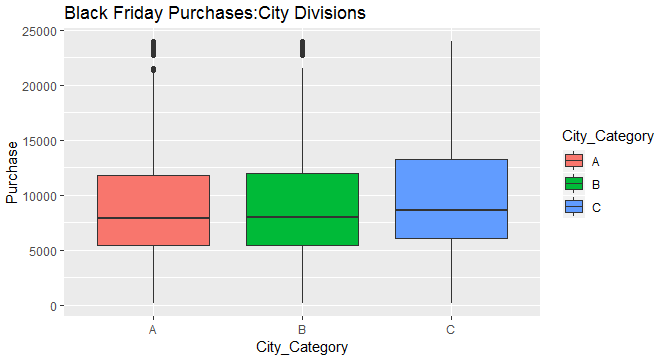 Black Friday Purchases:City Divisions
25000
20000
15000
10000
5000
0
Purchase
A
B
C
City_Category
City_Category
A
B
C